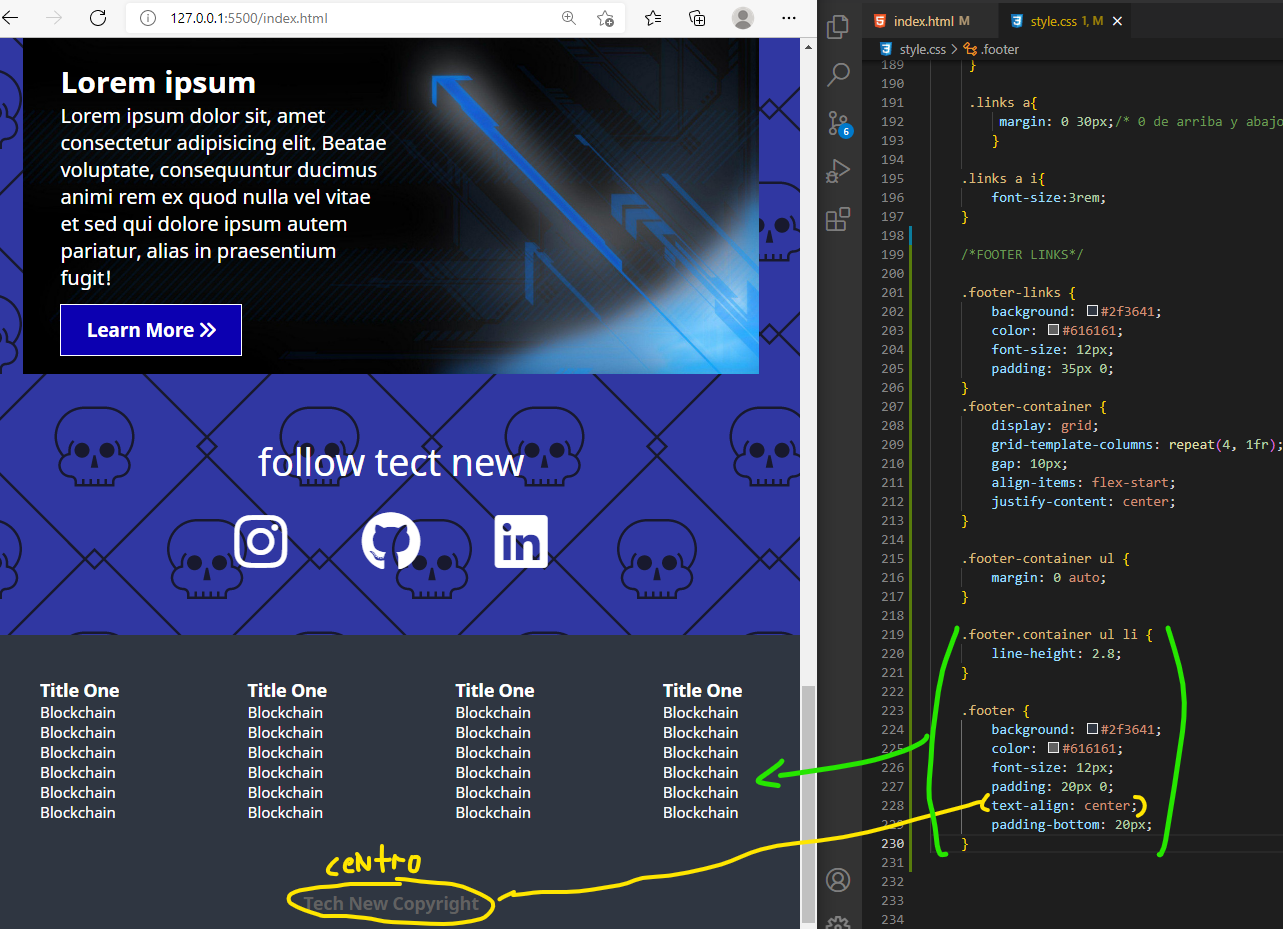 127.0.0.1:5500/index.html
Lorem ipsum
Lorem ipsum dolor sit, amet
consectetur adipisicing elit. Beatae
voluptate, consequuntur ducimus
animi rem ex quod nulla vel vitae
et sed qui dolore ipsum autem
pariatur, alias in praesentium
fugit!
Learn More
follow tect new
Title One
Blockchain
Blockchain
Blockchain
Blockchain
Blockchain
Blockchain
Title One
Blockchain
Blockchain
Blockchain
Blockchain
Blockchain
Blockchain
Title One
Blockchain
Blockchain
Blockchain
Blockchain
Blockchain
Blockchain
Title One
Blockchain
Blockchain
Blockchain
Blockchain
Blockchain
Blockchain
centro
Tech New Copyright
6
index.html M
style.css 1, M
style.css > .footer
189 }
190
191 .links a{
192 margin: 0 30px;/* 0 de arriba y abajo
193 }
194
195 .links a i{
196 font-size:3rem;
197 }
198
199 /*FOOTER LINKS*/
200
201 .footer-links {
202 background: #2f3641;
203 color: #616161;
204 font-size: 12px;
205 padding: 35px 0;
206 }
207 .footer-container {
208 display: grid;
209 grid-template-columns: repeat(4, 1fr);
210 gap: 10px;
211 align-items: flex-start;
212 justify-content: center;
213 }
214
215 .footer-container ul {
216 margin: 0 auto;
217 }
218
219 .footer.container ul li {
220 line-height: 2.8;
221 }
222
223 .footer {
224 background: #2f3641;
225 color: #616161;
226 font-size: 12px;
227 padding: 20px 0;
228 text-align: center;
229 padding-bottom: 20px;
230 }
231
232
233
234